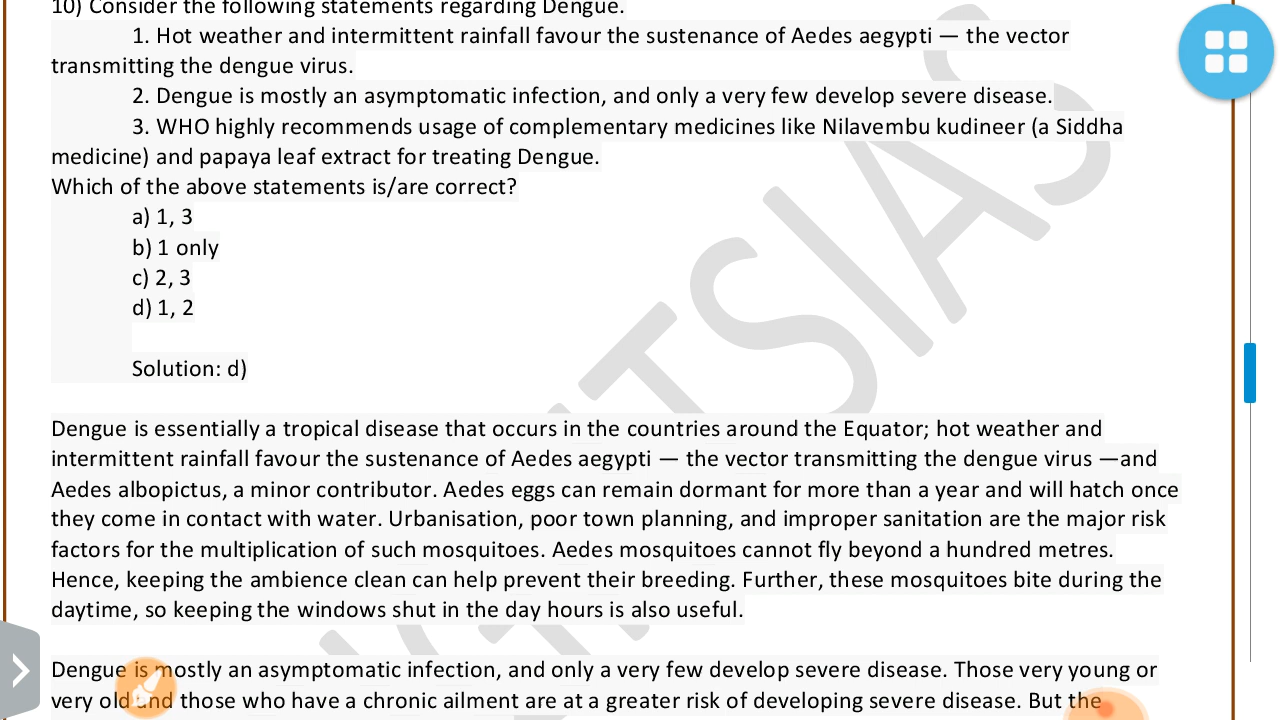 10) Consider the following statements regarding Dengue.
1. Hot weather and intermittent rainfall favour the sustenance of Aedes aegypti — the vector
transmitting the dengue virus.
2. Dengue is mostly an asymptomatic infection, and only a very few develop severe disease.
3. WHO highly recommends usage of complementary medicines like Nilavembu kudineer (a Siddha
medicine) and papaya leaf extract for treating Dengue.
Which of the above statements is/are correct?
a) 1, 3
b) 1 only
c) 2, 3
d) 1, 2
Solution: d)
Dengue is essentially a tropical disease that occurs in the countries around the Equator; hot weather and
intermittent rainfall favour the sustenance of Aedes aegypti — the vector transmitting the dengue virus —and
Aedes albopictus, a minor contributor. Aedes eggs can remain dormant for more than a year and will hatch once
they come in contact with water. Urbanisation, poor town planning, and improper sanitation are the major risk
factors for the multiplication of such mosquitoes. Aedes mosquitoes cannot fly beyond a hundred metres.
Hence, keeping the ambience clean can help prevent their breeding. Further, these mosquitoes bite during the
daytime, so keeping the windows shut in the day hours is also useful.
Dengue is mostly an asymptomatic infection, and only a very few develop severe disease. Those very young or
very old and those who have a chronic ailment are at a greater risk of developing severe disease. But the